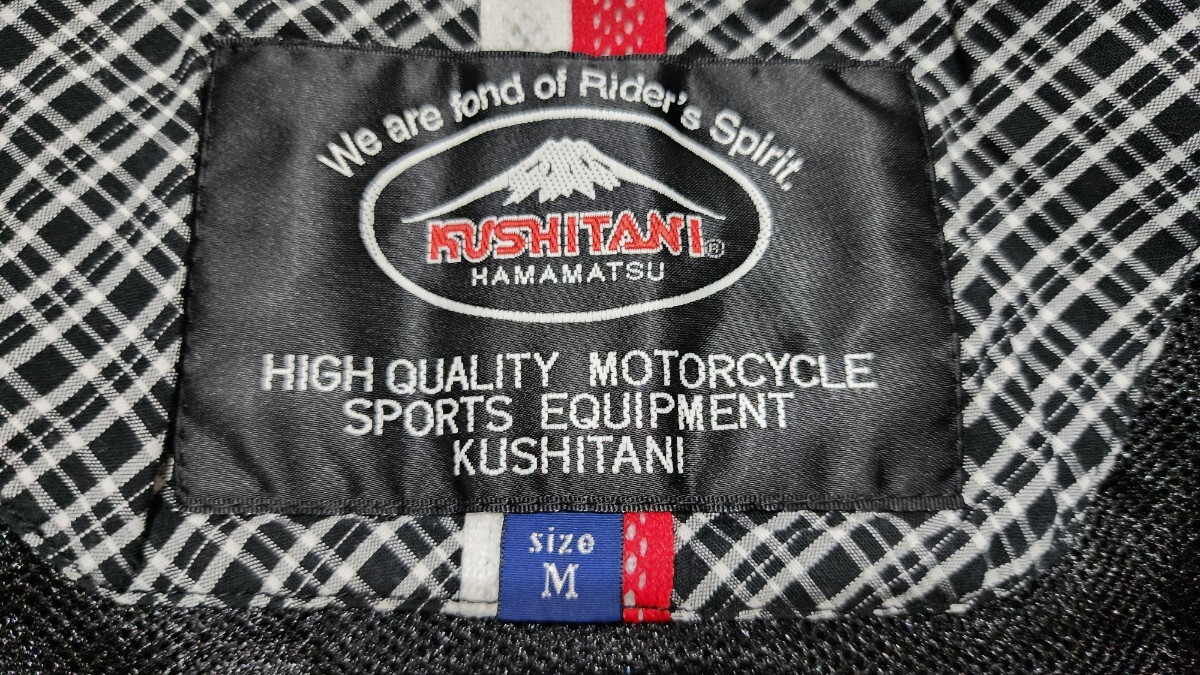 We are fond of Rider's Spirit.
KUSHITANI®
HAMAMATSU
HIGH QUALITY MOTORCYCLE
SPORTS EQUIPMENT
KUSHITANI
size
M